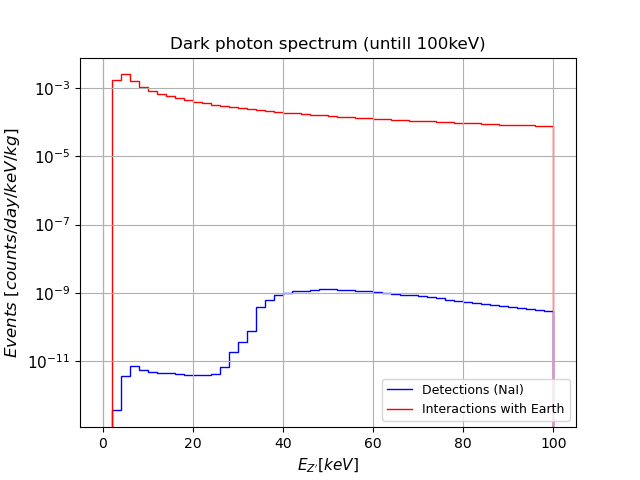 Dark photon spectrum (untill 100keV)
Events [counts/day/keV/kg]
10⁻³
10⁻⁵
10⁻⁷
10⁻⁹
10⁻¹¹
Detections (NaI)
Interactions with Earth
0 20 40 60 80 100
E_{Z'}[keV]